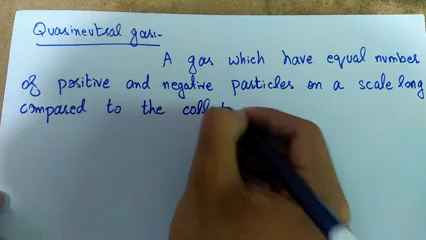 Quasineutral gas:-
A gas which have equal number
of positive and negative particles on a scale long
compared to the